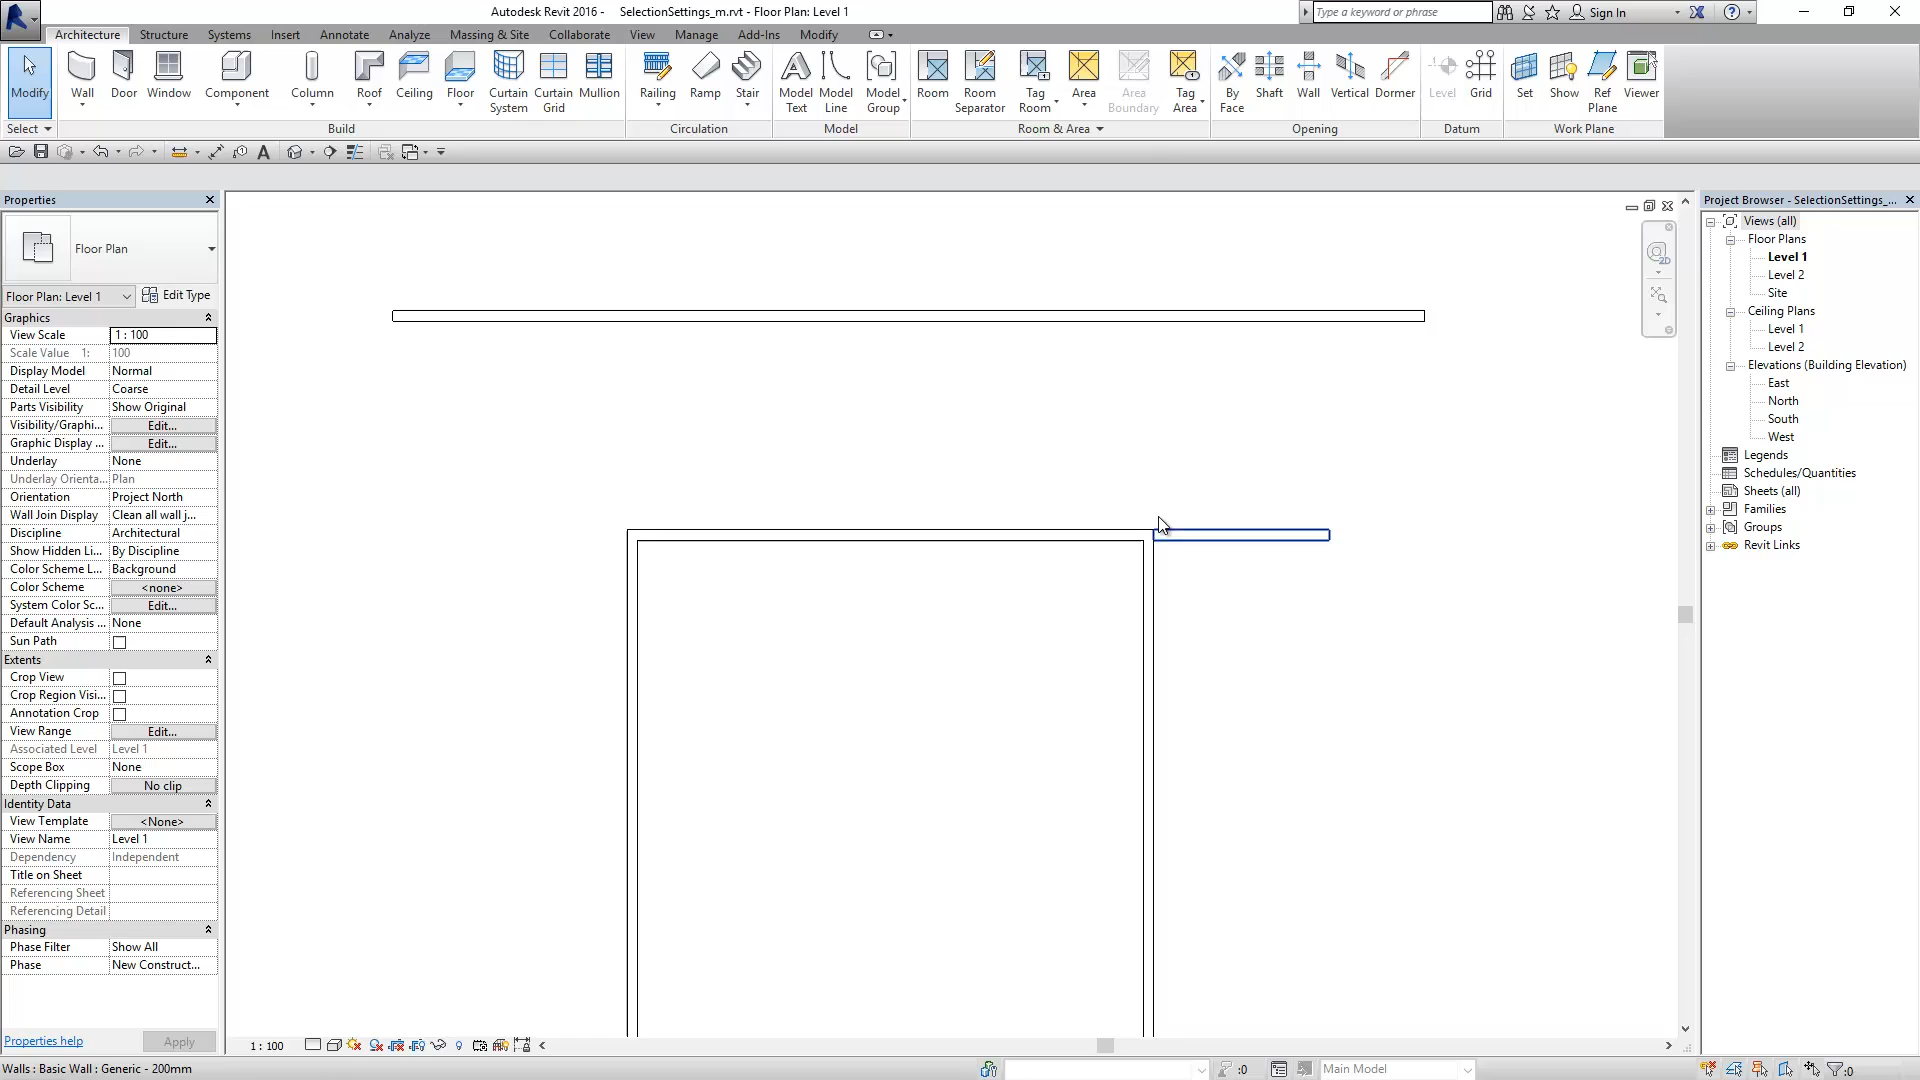 Autodesk Revit 2016 - SelectionSettings_m.rvt - Floor Plan: Level 1
Type a keyword or phrase
Sign In
Architecture Structure Systems Insert Annotate Analyze Massing & Site Collaborate View Manage Add-Ins Modify
Modify Wall Door Window Component Column Roof Ceiling Floor Curtain System Curtain Grid Mullion Railing Ramp Stair Model Text Model Line Model Group Room Room Separator Tag Room Area Area Boundary Tag Area By Face Shaft Wall Vertical Dormer Level Grid Set Show Ref Plane Viewer
Select Build Circulation Model Room & Area Opening Datum Work Plane
Properties
Floor Plan
Floor Plan: Level 1 Edit Type
Graphics
View Scale 1 : 100
Scale Value 1: 100
Display Model Normal
Detail Level Coarse
Parts Visibility Show Original
Visibility/Graphi... Edit...
Graphic Display ... Edit...
Underlay None
Underlay Orienta... Plan
Orientation Project North
Wall Join Display Clean all wall j...
Discipline Architectural
Show Hidden Li... By Discipline
Color Scheme L... Background
Color Scheme <none>
System Color Sc... Edit...
Default Analysis ... None
Sun Path
Extents
Crop View
Crop Region Visi...
Annotation Crop
View Range Edit...
Associated Level Level 1
Scope Box None
Depth Clipping No clip
Identity Data
View Template <None>
View Name Level 1
Dependency Independent
Title on Sheet
Referencing Sheet
Referencing Detail
Phasing
Phase Filter Show All
Phase New Construct...
Properties help Apply
2D
Project Browser - SelectionSettings_...
Views (all)
Floor Plans
Level 1
Level 2
Site
Ceiling Plans
Level 1
Level 2
Elevations (Building Elevation)
East
North
South
West
Legends
Schedules/Quantities
Sheets (all)
Families
Groups
Revit Links
1 : 100
Walls : Basic Wall : Generic - 200mm
:0
Main Model
:0